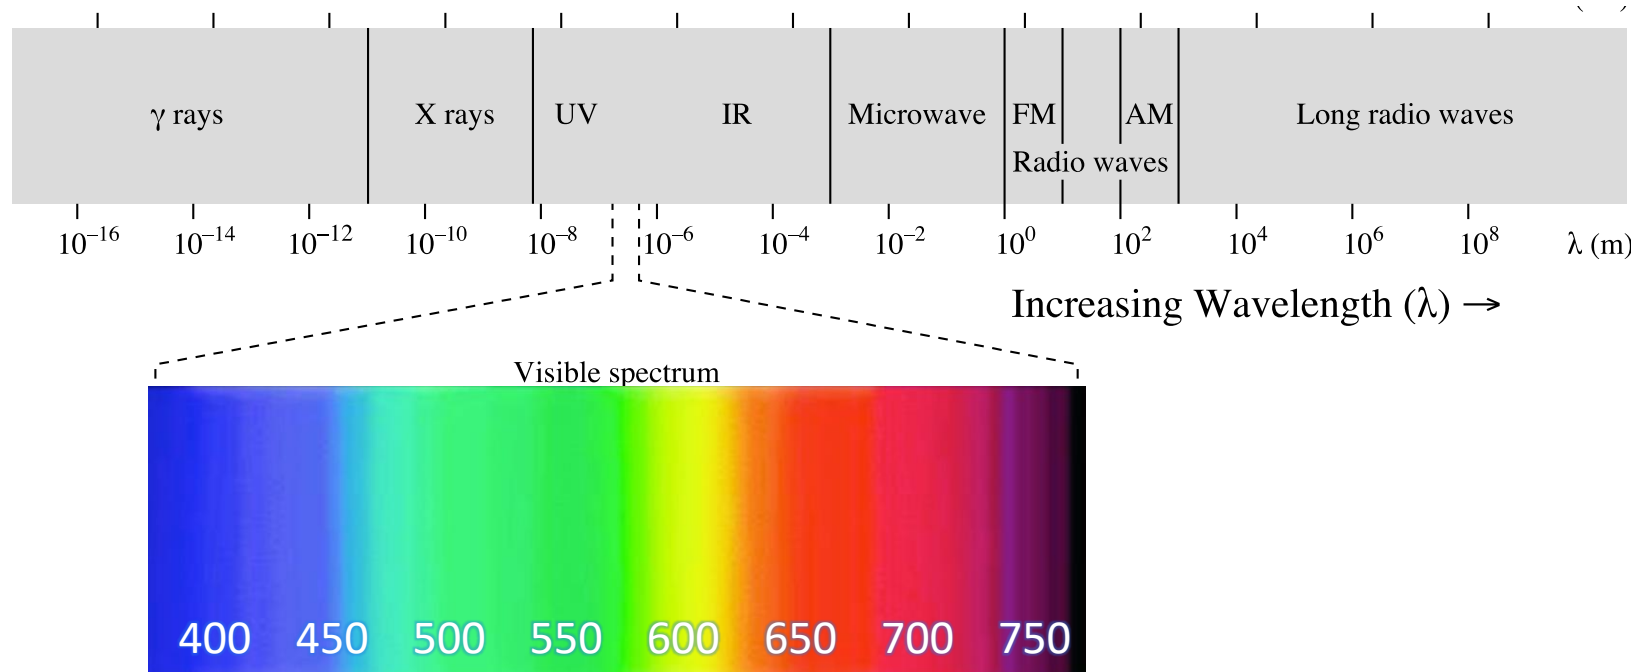 γ rays X rays UV IR Microwave FM AM Long radio waves
Radio waves
10⁻¹⁶ 10⁻¹⁴ 10⁻¹² 10⁻¹⁰ 10⁻⁸ 10⁻⁶ 10⁻⁴ 10⁻² 10⁰ 10² 10⁴ 10⁶ 10⁸ λ (m)
Increasing Wavelength (λ) →
Visible spectrum
400 450 500 550 600 650 700 750